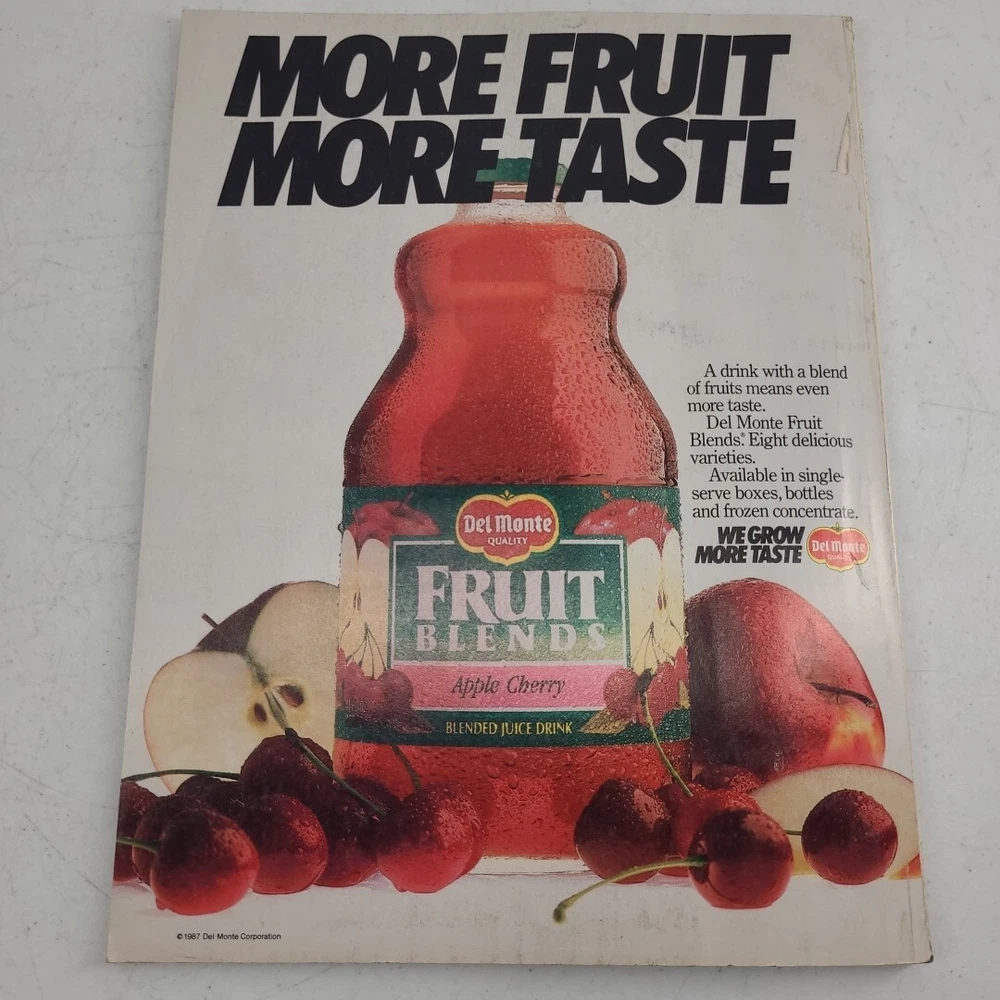 MORE FRUIT
MORE TASTE
A drink with a blend
of fruits means even
more taste.
Del Monte Fruit
Blends.® Eight delicious
varieties.
Available in single-
serve boxes, bottles
and frozen concentrate.
WE GROW
MORE TASTE
Del Monte
QUALITY
Del Monte
QUALITY
FRUIT
BLENDS
Apple Cherry
BLENDED JUICE DRINK
©1987 Del Monte Corporation